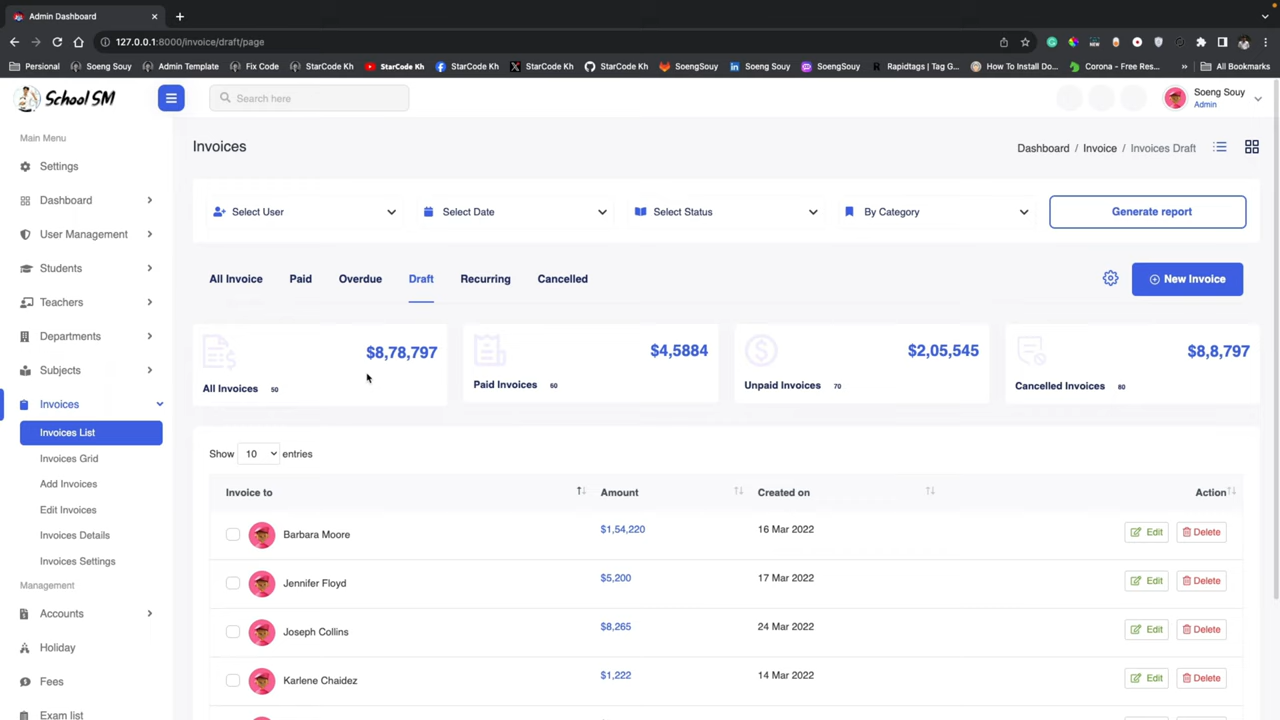 Admin Dashboard
127.0.0.1:8000/invoice/draft/page
Personal Soeng Souy Admin Template Fix Code StarCode Kh StarCode Kh StarCode Kh StarCode Kh StarCode Kh SoengSouy Soeng Souy SoengSouy Rapidtags | Tag G... How To Install Do... Corona - Free Res... » All Bookmarks
School SM
Search here
Soeng Souy
Admin
Main Menu
Settings
Dashboard
User Management
Students
Teachers
Departments
Subjects
Invoices
Invoices List
Invoices Grid
Add Invoices
Edit Invoices
Invoices Details
Invoices Settings
Management
Accounts
Holiday
Fees
Exam list
Invoices
Dashboard / Invoice / Invoices Draft
Select User Select Date Select Status By Category Generate report
All Invoice Paid Overdue Draft Recurring Cancelled New Invoice
$8,78,797
All Invoices 50
$4,5884
Paid Invoices 60
$2,05,545
Unpaid Invoices 70
$8,8,797
Cancelled Invoices 80
Show 10 entries
Invoice to Amount Created on Action
Barbara Moore $1,54,220 16 Mar 2022 Edit Delete
Jennifer Floyd $5,200 17 Mar 2022 Edit Delete
Joseph Collins $8,265 24 Mar 2022 Edit Delete
Karlene Chaidez $1,222 14 Mar 2022 Edit Delete